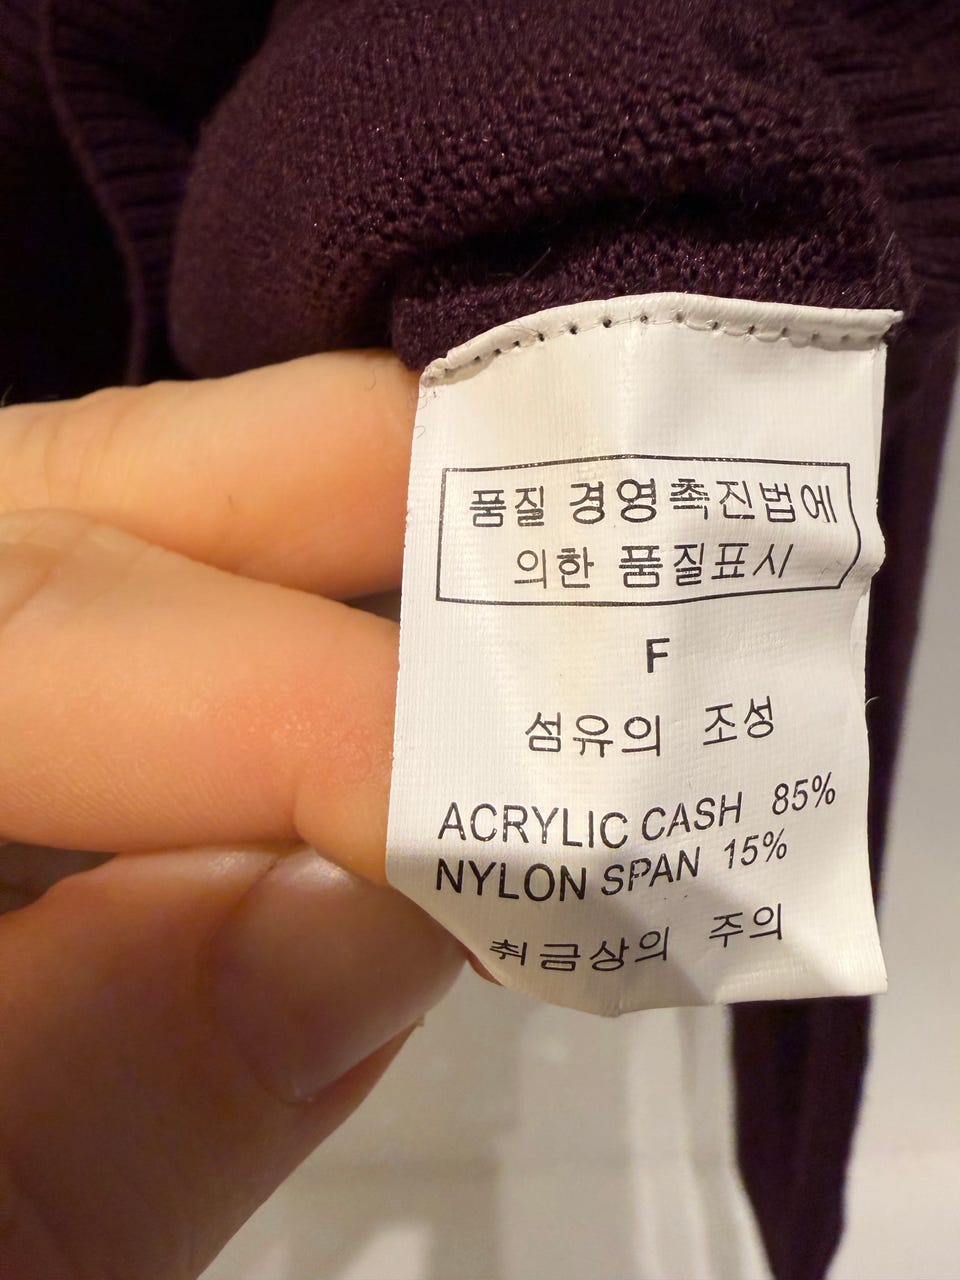 품질 경영촉진법에
의한 품질표시
F
섬유의 조성
ACRYLIC CASH 85%
NYLON SPAN 15%
취금상의 주의